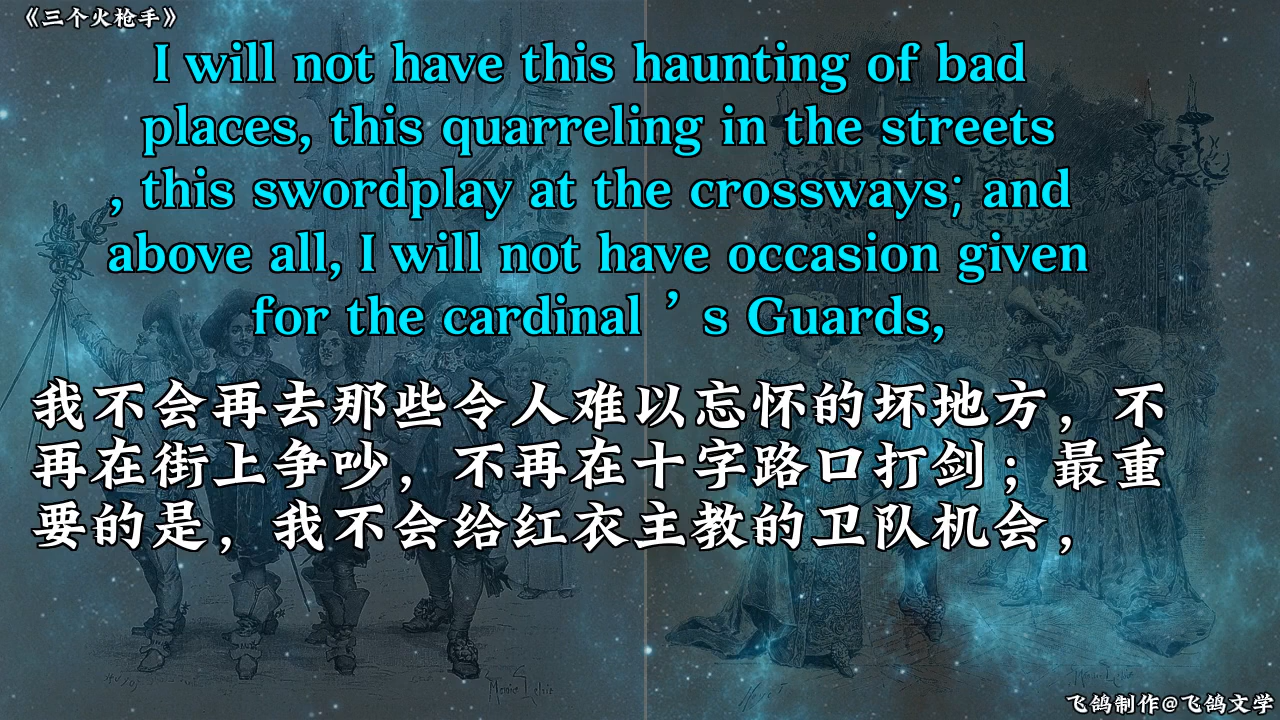 《三个火枪手》
I will not have this haunting of bad
places, this quarreling in the streets
, this swordplay at the crossways; and
above all, I will not have occasion given
for the cardinal ’ s Guards,
我不会再去那些令人难以忘怀的坏地方，不
再在街上争吵，不再在十字路口打剑；最重
要的是，我不会给红衣主教的卫队机会，
飞鸽制作@飞鸽文学